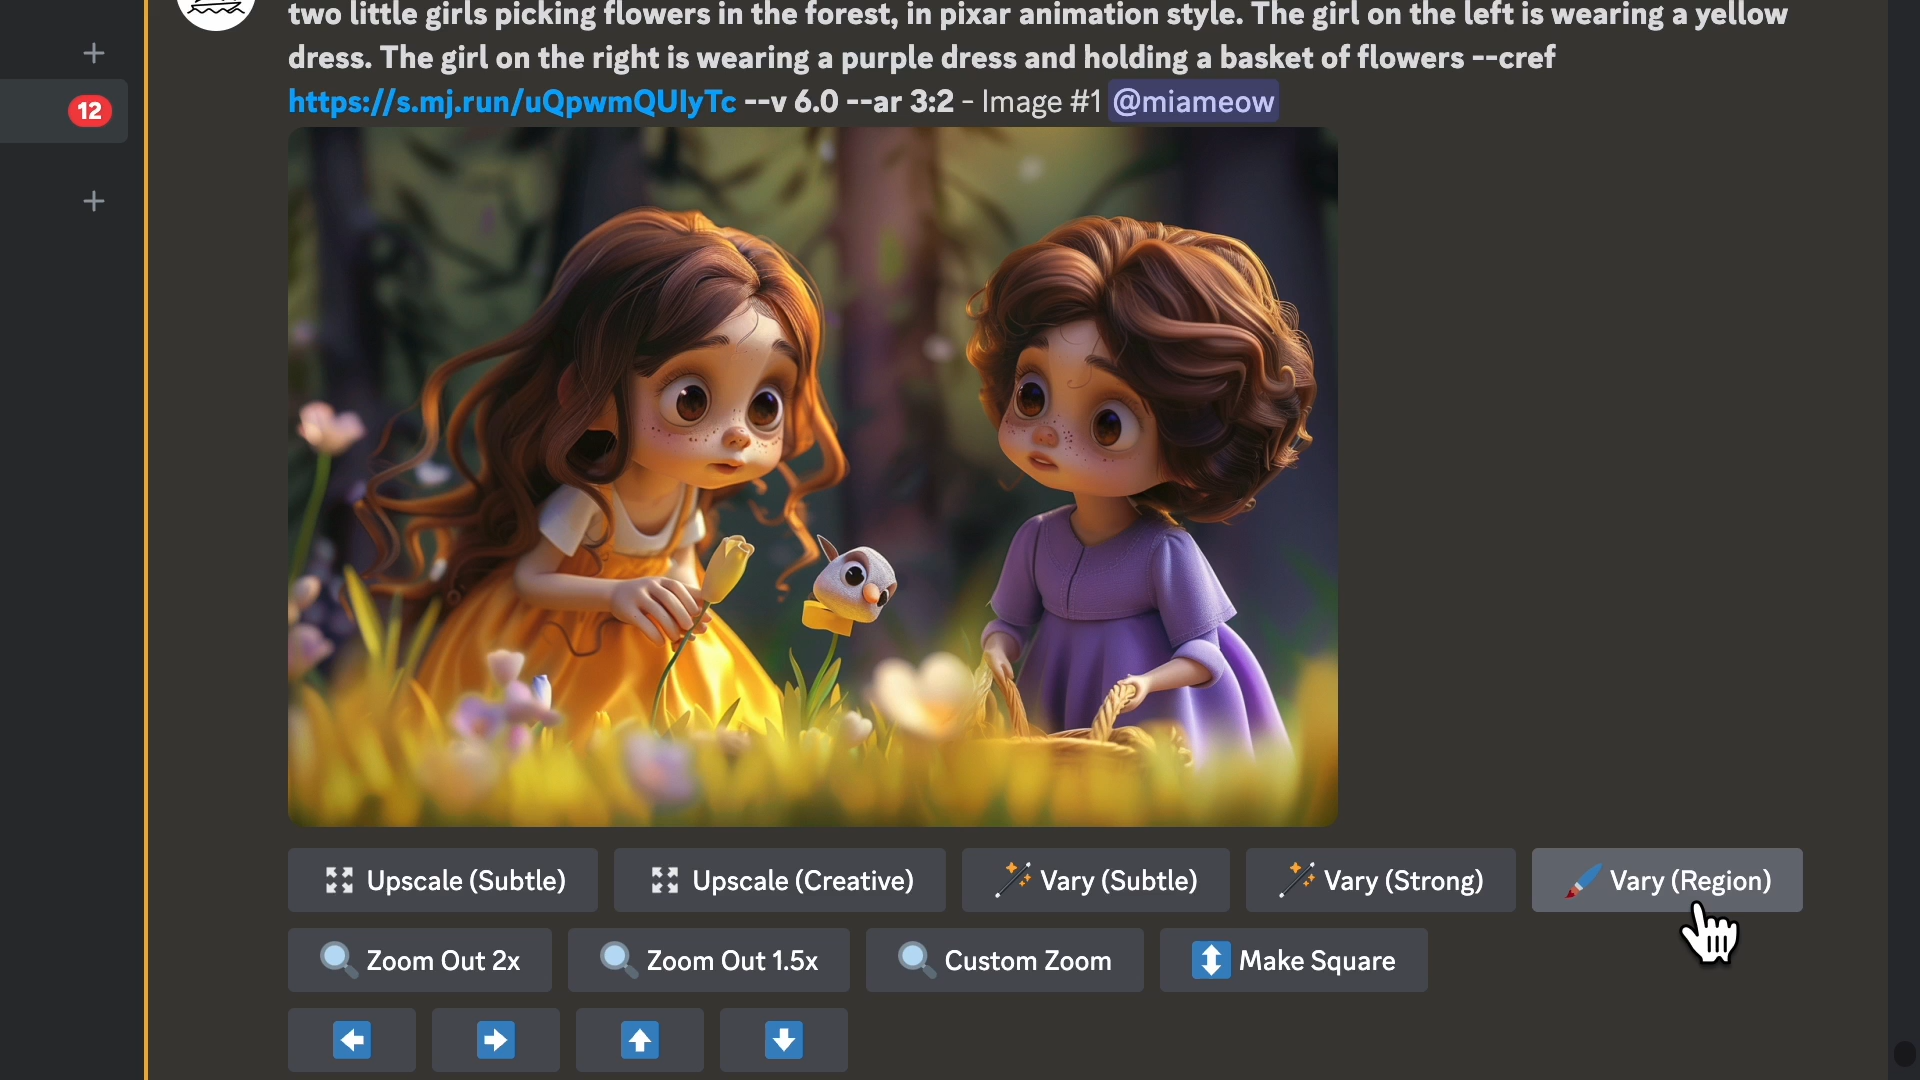 two little girls picking flowers in the forest, in pixar animation style. The girl on the left is wearing a yellow
dress. The girl on the right is wearing a purple dress and holding a basket of flowers --cref
https://s.mj.run/uQpwmQUIyTc --v 6.0 --ar 3:2 - Image #1 @miameow
12
Upscale (Subtle) Upscale (Creative) Vary (Subtle) Vary (Strong) Vary (Region)
Zoom Out 2x Zoom Out 1.5x Custom Zoom Make Square